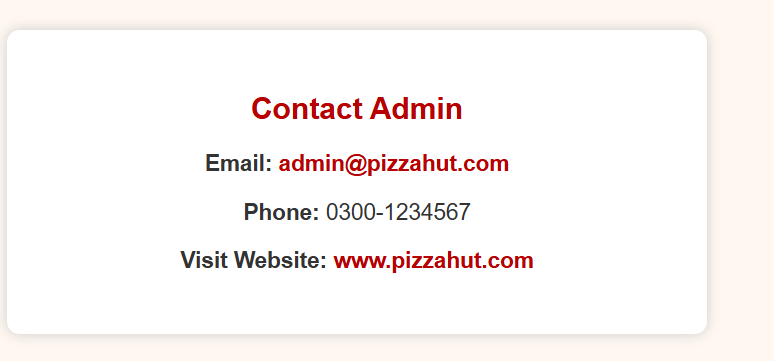 Contact Admin
Email: admin@pizzahut.com
Phone: 0300-1234567
Visit Website: www.pizzahut.com